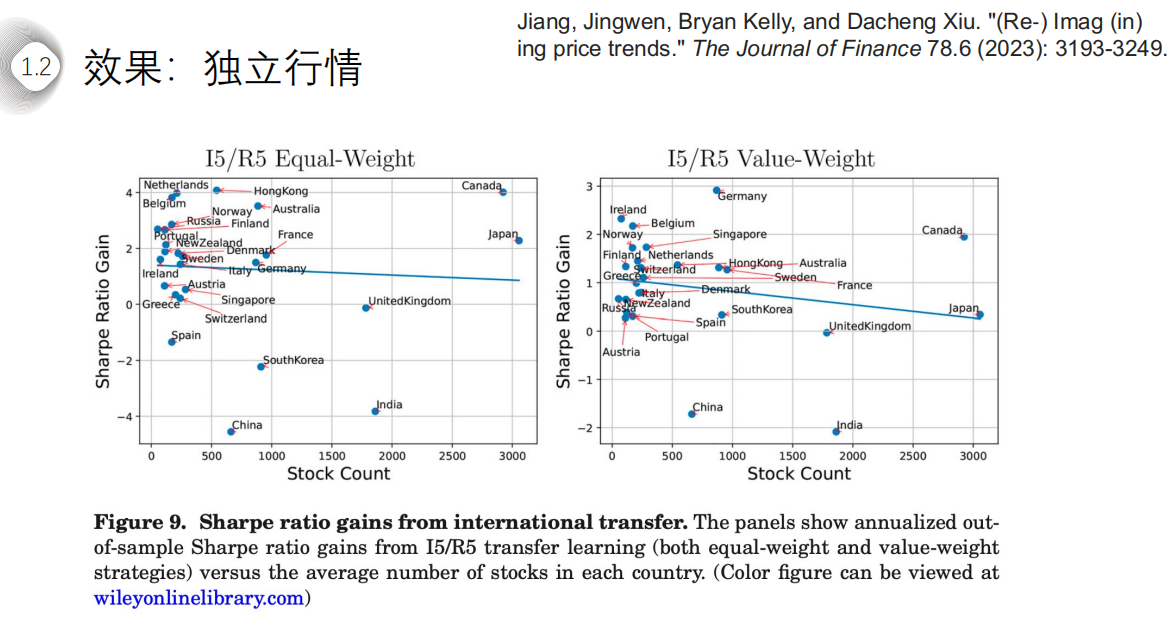 Jiang, Jingwen, Bryan Kelly, and Dacheng Xiu. "(Re-) Imag (in)
ing price trends." The Journal of Finance 78.6 (2023): 3193-3249.
1.2
效果：独立行情
I5/R5 Equal-Weight
Sharpe Ratio Gain
4
2
0
−2
−4
Netherlands
HongKong
Canada
Belgium
Norway
Australia
Russia
Finland
Portugal
France
Japan
NewZealand
Denmark
Sweden
Italy
Germany
Ireland
Austria
Greece
Singapore
Switzerland
UnitedKingdom
Spain
SouthKorea
India
China
0
500
1000
1500
2000
2500
3000
Stock Count
I5/R5 Value-Weight
Sharpe Ratio Gain
3
2
1
0
−1
−2
Germany
Ireland
Belgium
Norway
Singapore
Canada
Finland
Netherlands
HongKong
Australia
Greece
Switzerland
Sweden
France
Denmark
Italy
NewZealand
Russia
SouthKorea
Japan
Spain
UnitedKingdom
Portugal
Austria
China
India
0
500
1000
1500
2000
2500
3000
Stock Count
Figure 9. Sharpe ratio gains from international transfer. The panels show annualized out-
of-sample Sharpe ratio gains from I5/R5 transfer learning (both equal-weight and value-weight
strategies) versus the average number of stocks in each country. (Color figure can be viewed at
wileyonlinelibrary.com)